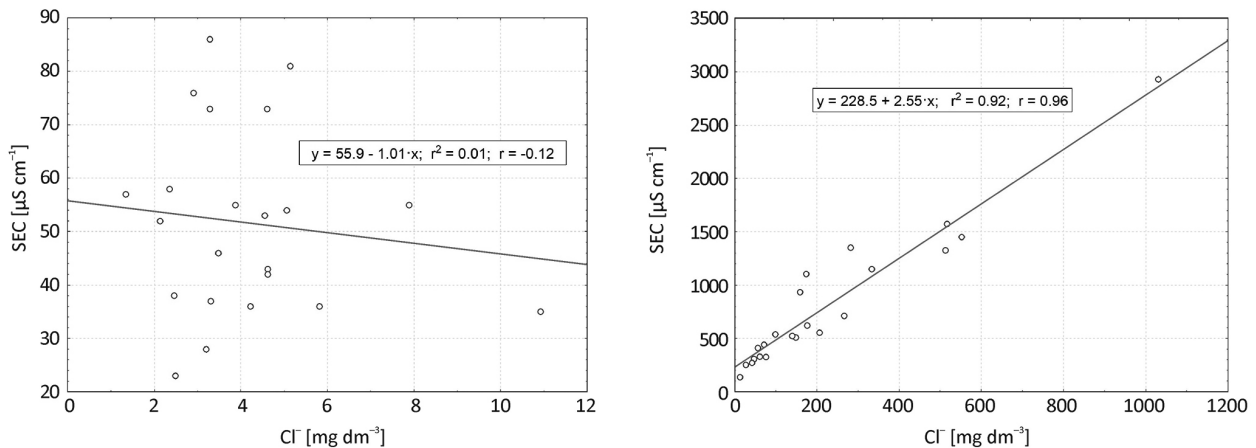 90
80
70
60
50
40
30
20
SEC [µS cm⁻¹]
y = 55.9 - 1.01·x; r² = 0.01; r = -0.12
0 2 4 6 8 10 12
Cl⁻ [mg dm⁻³]
3500
3000
2500
2000
1500
1000
500
0
SEC [µS cm⁻¹]
y = 228.5 + 2.55·x; r² = 0.92; r = 0.96
0 200 400 600 800 1000 1200
Cl⁻ [mg dm⁻³]